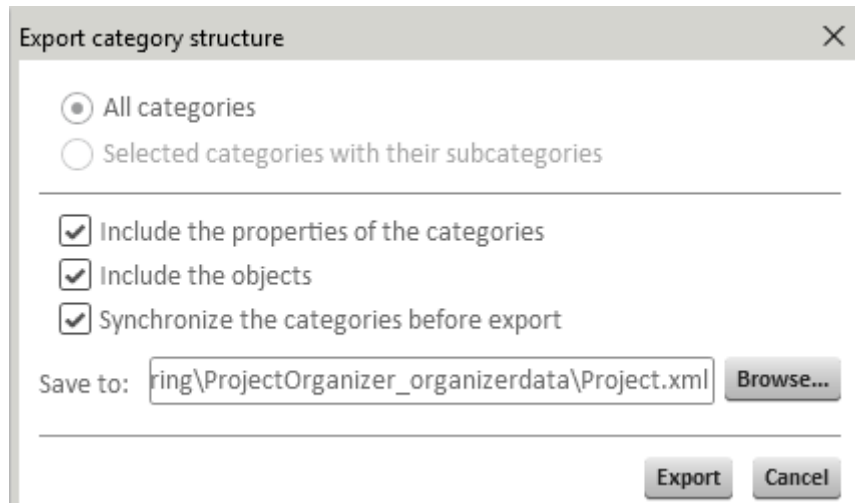 Export category structure
All categories
Selected categories with their subcategories
Include the properties of the categories
Include the objects
Synchronize the categories before export
Save to: ring\ProjectOrganizer_organizerdata\Project.xml Browse...
Export Cancel